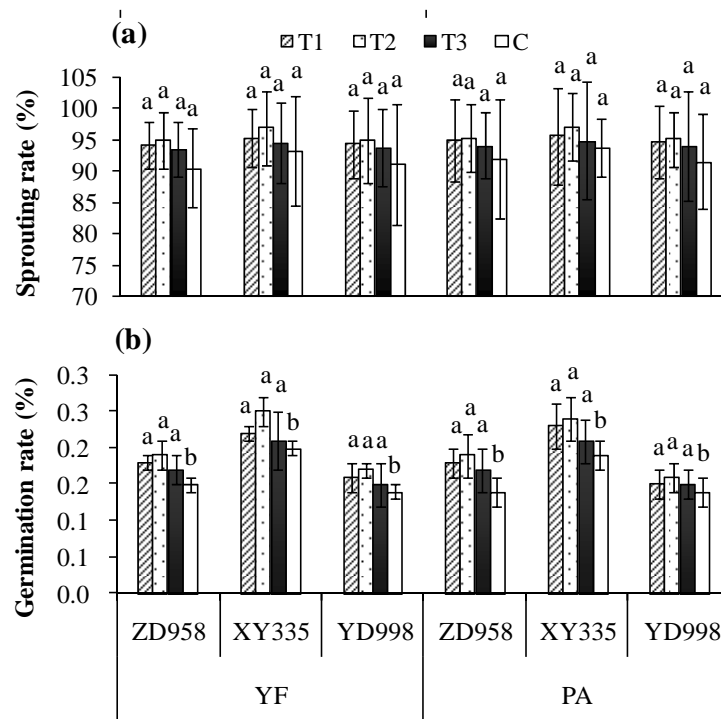 (a)
T1 T2 T3 C
Sprouting rate (%)
105
100
95
90
85
80
75
70
a a a a a a a a a a a a a a a a a a a a a a a a
(b)
Germination rate (%)
0.3
0.3
0.2
0.2
0.1
0.1
0.0
a a a b a a a b a a a b a a a b a a a b a a a b
ZD958 XY335 YD998 ZD958 XY335 YD998
YF PA